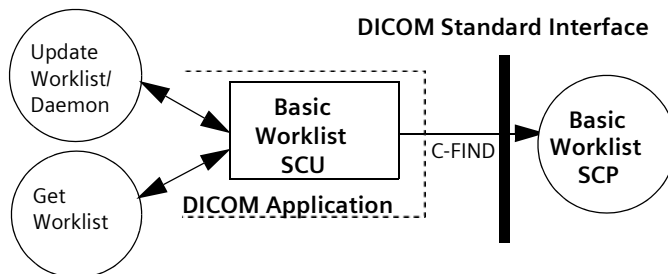 DICOM Standard Interface
Update
Worklist/
Daemon
Basic
Worklist
SCU
C-FIND
Basic
Worklist
SCP
Get
Worklist
DICOM Application